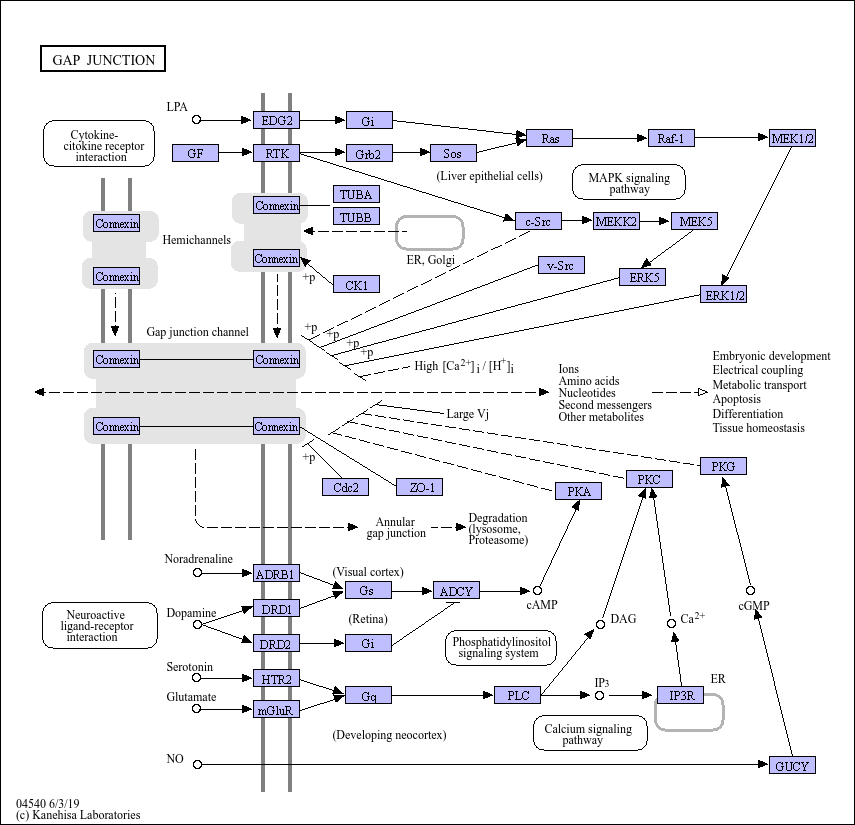 GAP JUNCTION
LPA
EDG2
Gi
Cytokine-
citokine receptor
interaction
GF
RTK
Grb2
Sos
Ras
Raf-1
MEK1/2
(Liver epithelial cells)
MAPK signaling
pathway
TUBA
TUBB
Connexin
Connexin
c-Src
MEKK2
MEK5
Hemichannels
ER, Golgi
Connexin
Connexin
+p
CK1
v-Src
ERK5
ERK1/2
Gap junction channel
+p
+p
+p
+p
Connexin
Connexin
High [Ca2+]i / [H+]i
Ions
Amino acids
Nucleotides
Second messengers
Other metabolites
Embryonic development
Electrical coupling
Metabolic transport
Apoptosis
Differentiation
Tissue homeostasis
Large Vj
Connexin
Connexin
+p
Cdc2
ZO-1
PKA
PKC
PKG
Annular
gap junction
Degradation
(lysosome,
Proteasome)
Noradrenaline
ADRB1
(Visual cortex)
Gs
ADCY
cAMP
cGMP
Neuroactive
ligand-receptor
interaction
Dopamine
DRD1
(Retina)
DRD2
Gi
DAG
Ca2+
Phosphatidylinositol
signaling system
Serotonin
HTR2
Glutamate
mGluR
Gq
PLC
IP3
IP3R
ER
(Developing neocortex)
Calcium signaling
pathway
NO
GUCY
04540 6/3/19
(c) Kanehisa Laboratories